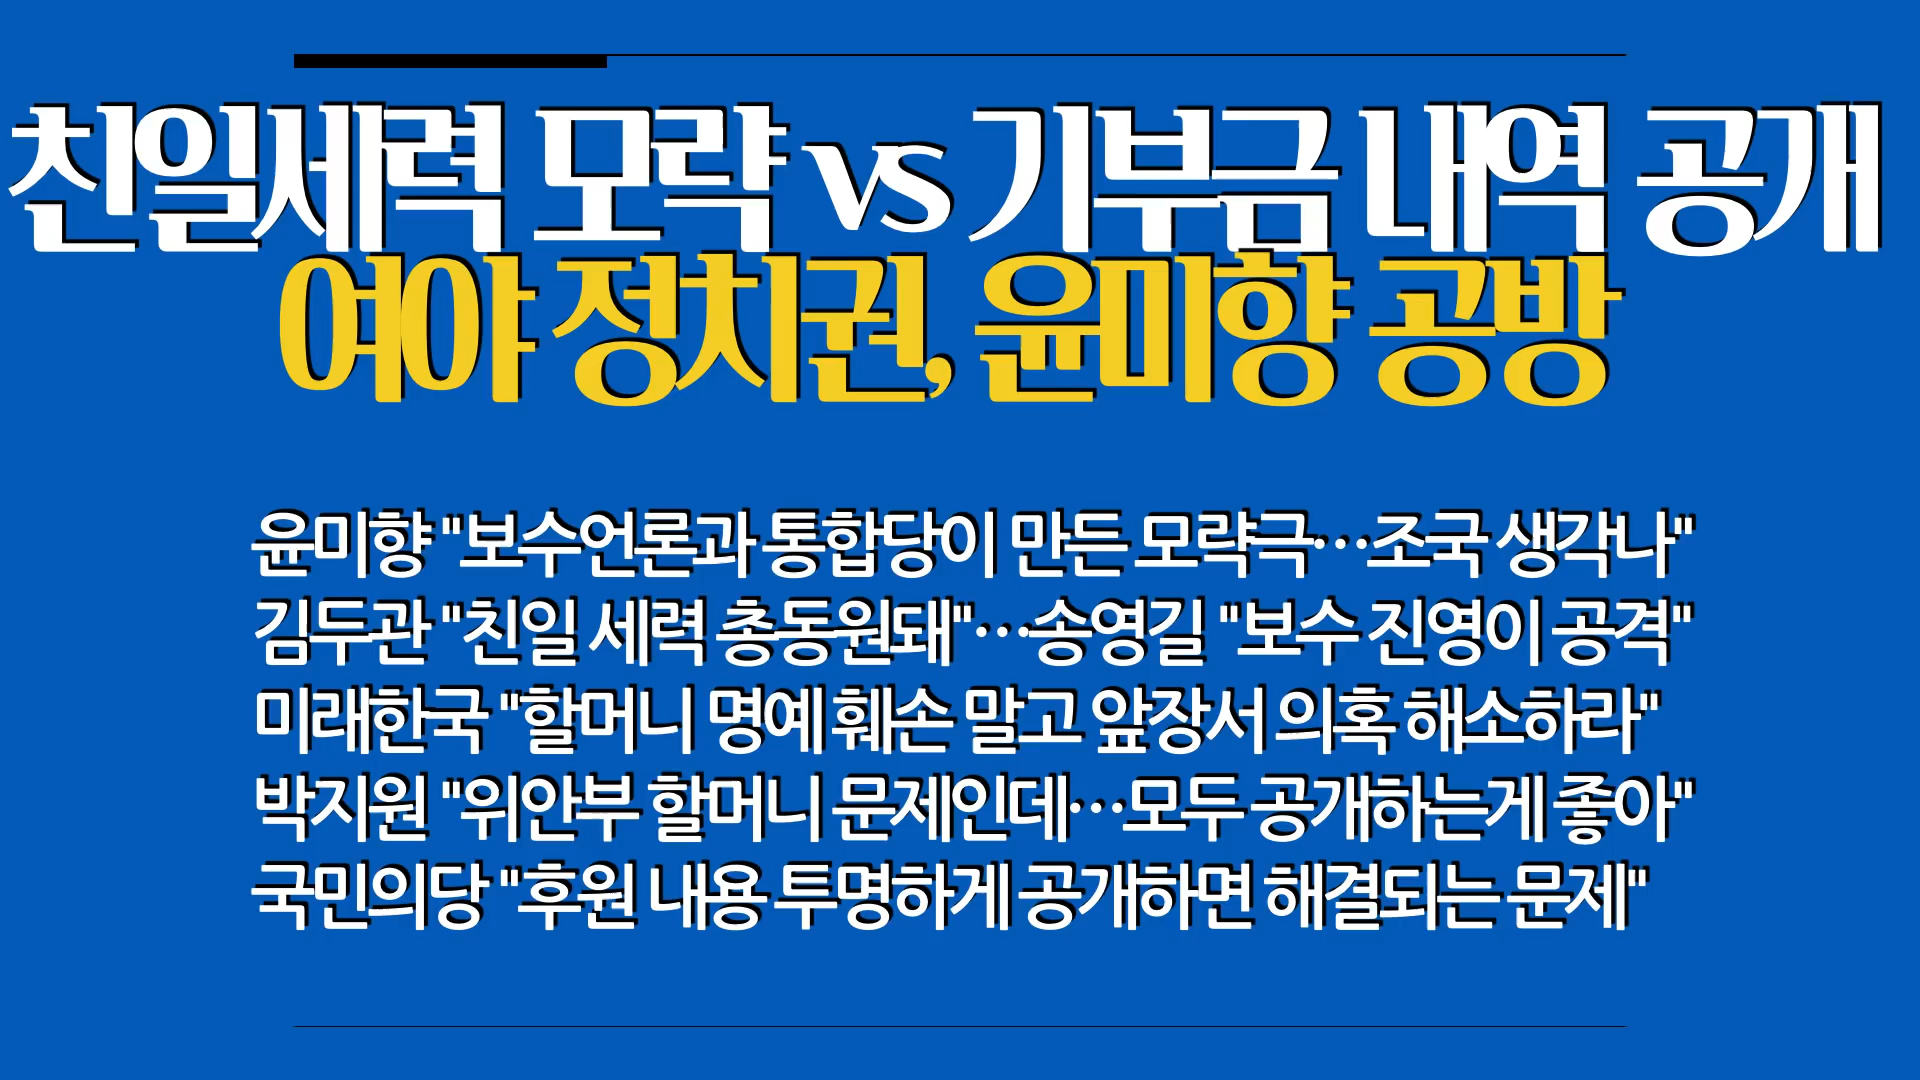 친일세력 모략 vs 기부금 내역 공개
여야 정치권, 윤미향 공방
윤미향 "보수언론과 통합당이 만든 모략극…조국 생각나"
김두관 "친일 세력 총동원돼"…송영길 "보수 진영이 공격"
미래한국 "할머니 명예 훼손 말고 앞장서 의혹 해소하라"
박지원 "위안부 할머니 문제인데…모두 공개하는게 좋아"
국민의당 "후원 내용 투명하게 공개하면 해결되는 문제"